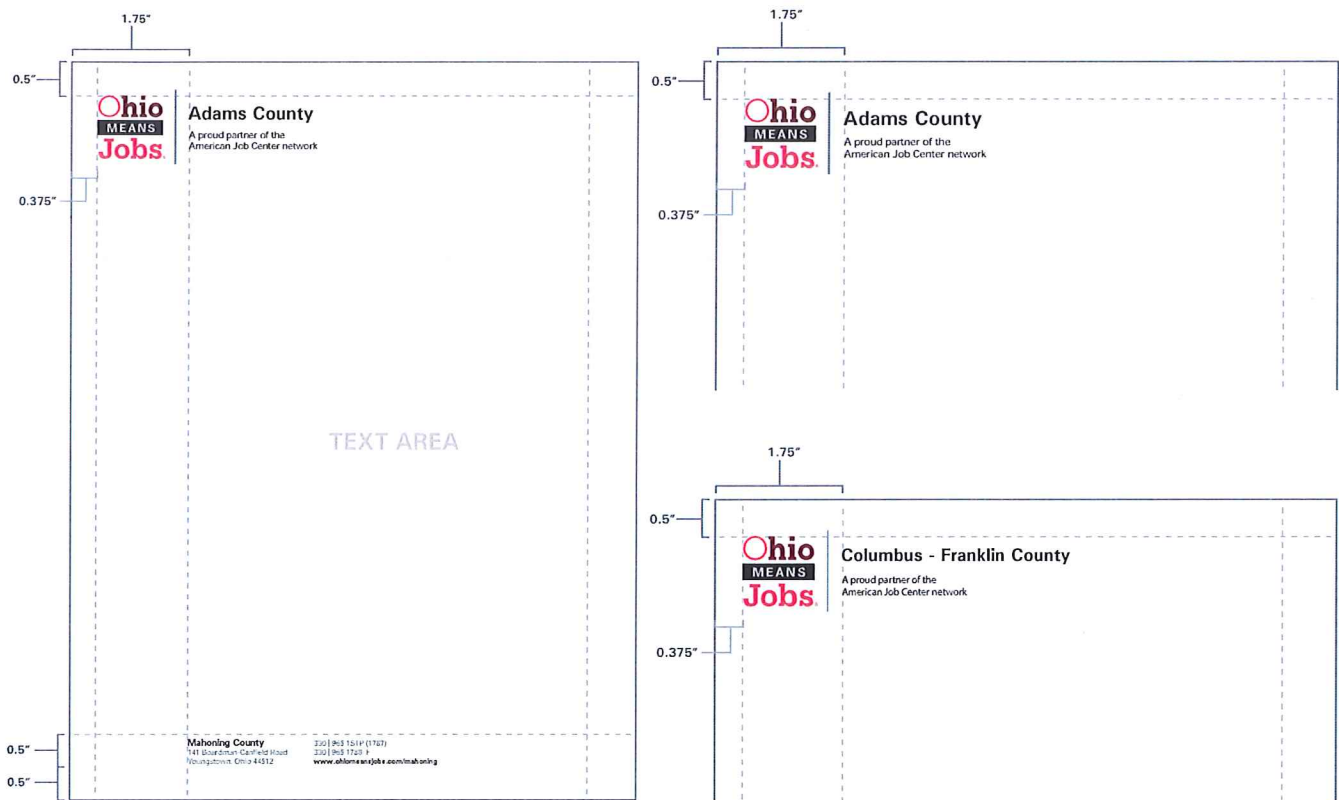 1.75"
0.5"
Ohio
MEANS
Jobs.
Adams County
A proud partner of the
American Job Center network
0.375"
TEXT AREA
0.5"
0.5"
Mahoning County
141 Boardman-Canfield Road
Youngstown, Ohio 44512
330 | 965
330 | 965
www.ohiomeansjobs.com/mahoning
1.75"
0.5"
Ohio
MEANS
Jobs.
Adams County
A proud partner of the
American Job Center network
0.375"
1.75"
0.5"
Ohio
MEANS
Jobs.
Columbus - Franklin County
A proud partner of the
American Job Center network
0.375"